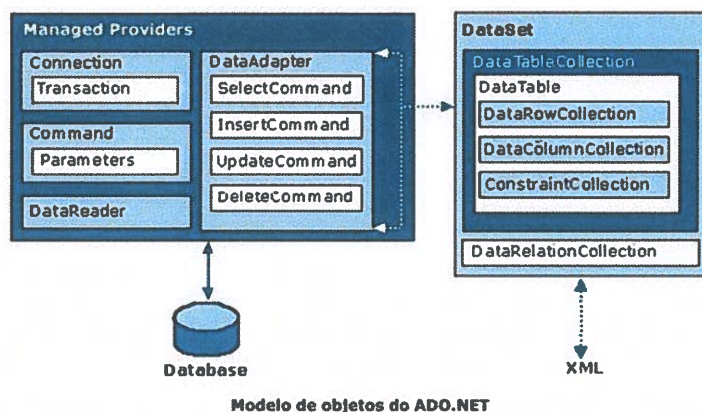 Managed Providers
Connection
Transaction
Command
Parameters
DataReader
DataAdapter
SelectCommand
InsertCommand
UpdateCommand
DeleteCommand
Database
DataSet
DataTableCollection
DataTable
DataRowCollection
DataColumnCollection
ConstraintCollection
DataRelationCollection
XML
Modelo de objetos do ADO.NET